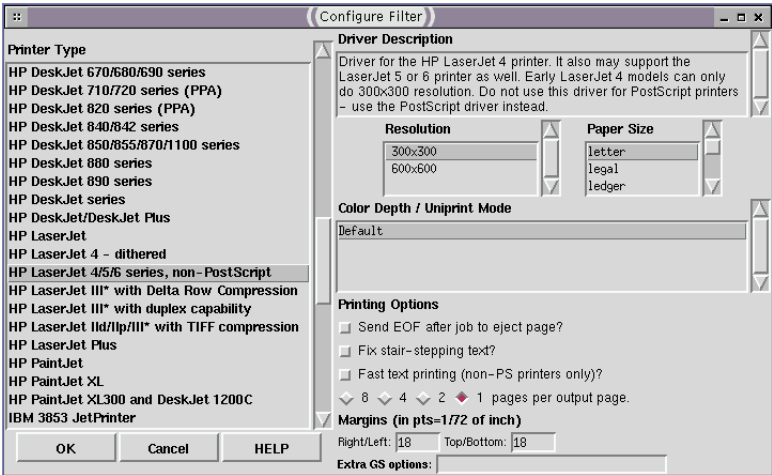 Configure Filter
Printer Type
HP DeskJet 670/680/690 series
HP DeskJet 710/720 series (PPA)
HP DeskJet 820 series (PPA)
HP DeskJet 840/842 series
HP DeskJet 850/855/870/1100 series
HP DeskJet 880 series
HP DeskJet 890 series
HP DeskJet series
HP DeskJet/DeskJet Plus
HP LaserJet
HP LaserJet 4 - dithered
HP LaserJet 4/5/6 series, non-PostScript
HP LaserJet III* with Delta Row Compression
HP LaserJet III* with duplex capability
HP LaserJet IId/IIp/III* with TIFF compression
HP LaserJet Plus
HP PaintJet
HP PaintJet XL
HP PaintJet XL300 and DeskJet 1200C
IBM 3853 JetPrinter
OK Cancel HELP
Driver Description
Driver for the HP LaserJet 4 printer. It also may support the
LaserJet 5 or 6 printer as well. Early LaserJet 4 models can only
do 300x300 resolution. Do not use this driver for PostScript printers
- use the PostScript driver instead.
Resolution
300x300
600x600
Paper Size
letter
legal
ledger
Color Depth / Uniprint Mode
Default
Printing Options
Send EOF after job to eject page?
Fix stair-stepping text?
Fast text printing (non-PS printers only)?
8 4 2 1 pages per output page.
Margins (in pts=1/72 of inch)
Right/Left: 18 Top/Bottom: 18
Extra GS options: